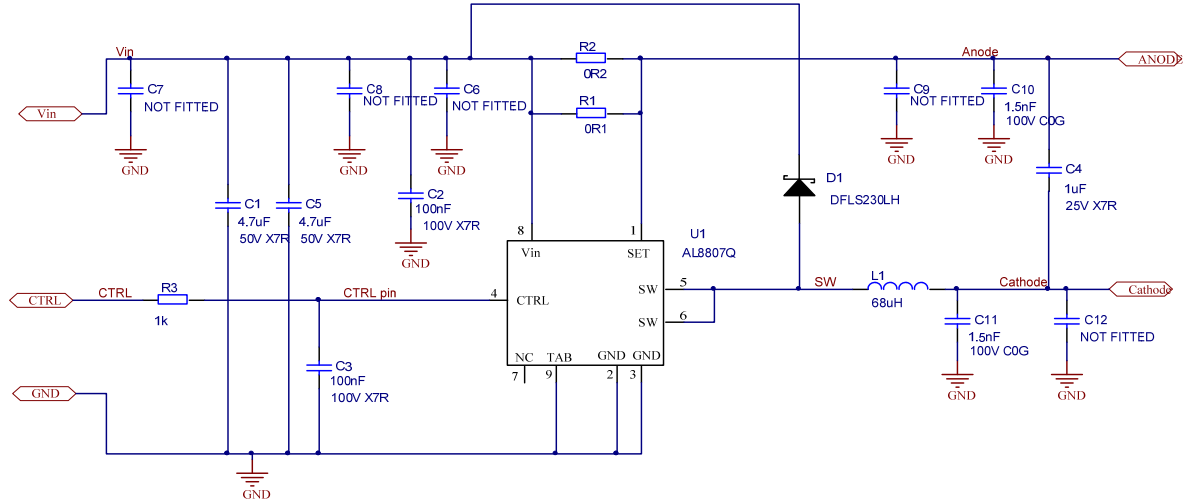 Vin
R2
0R2
Anode
ANODE
Vin
C7
NOT FITTED
C8
NOT FITTED
C6
NOT FITTED
R1
0R1
C9
NOT FITTED
C10
1.5nF
100V C0G
GND
GND
GND
GND
GND
C1
4.7uF
50V X7R
C5
4.7uF
50V X7R
C2
100nF
100V X7R
GND
D1
DFLS230LH
C4
1uF
25V X7R
8
Vin
1
SET
U1
AL8807Q
CTRL
CTRL
R3
1k
CTRL pin
4
CTRL
SW
5
SW
6
SW
L1
68uH
Cathode
Cathode
C11
1.5nF
100V C0G
GND
C12
NOT FITTED
GND
C3
100nF
100V X7R
NC
7
TAB
9
GND
2
GND
3
GND
GND